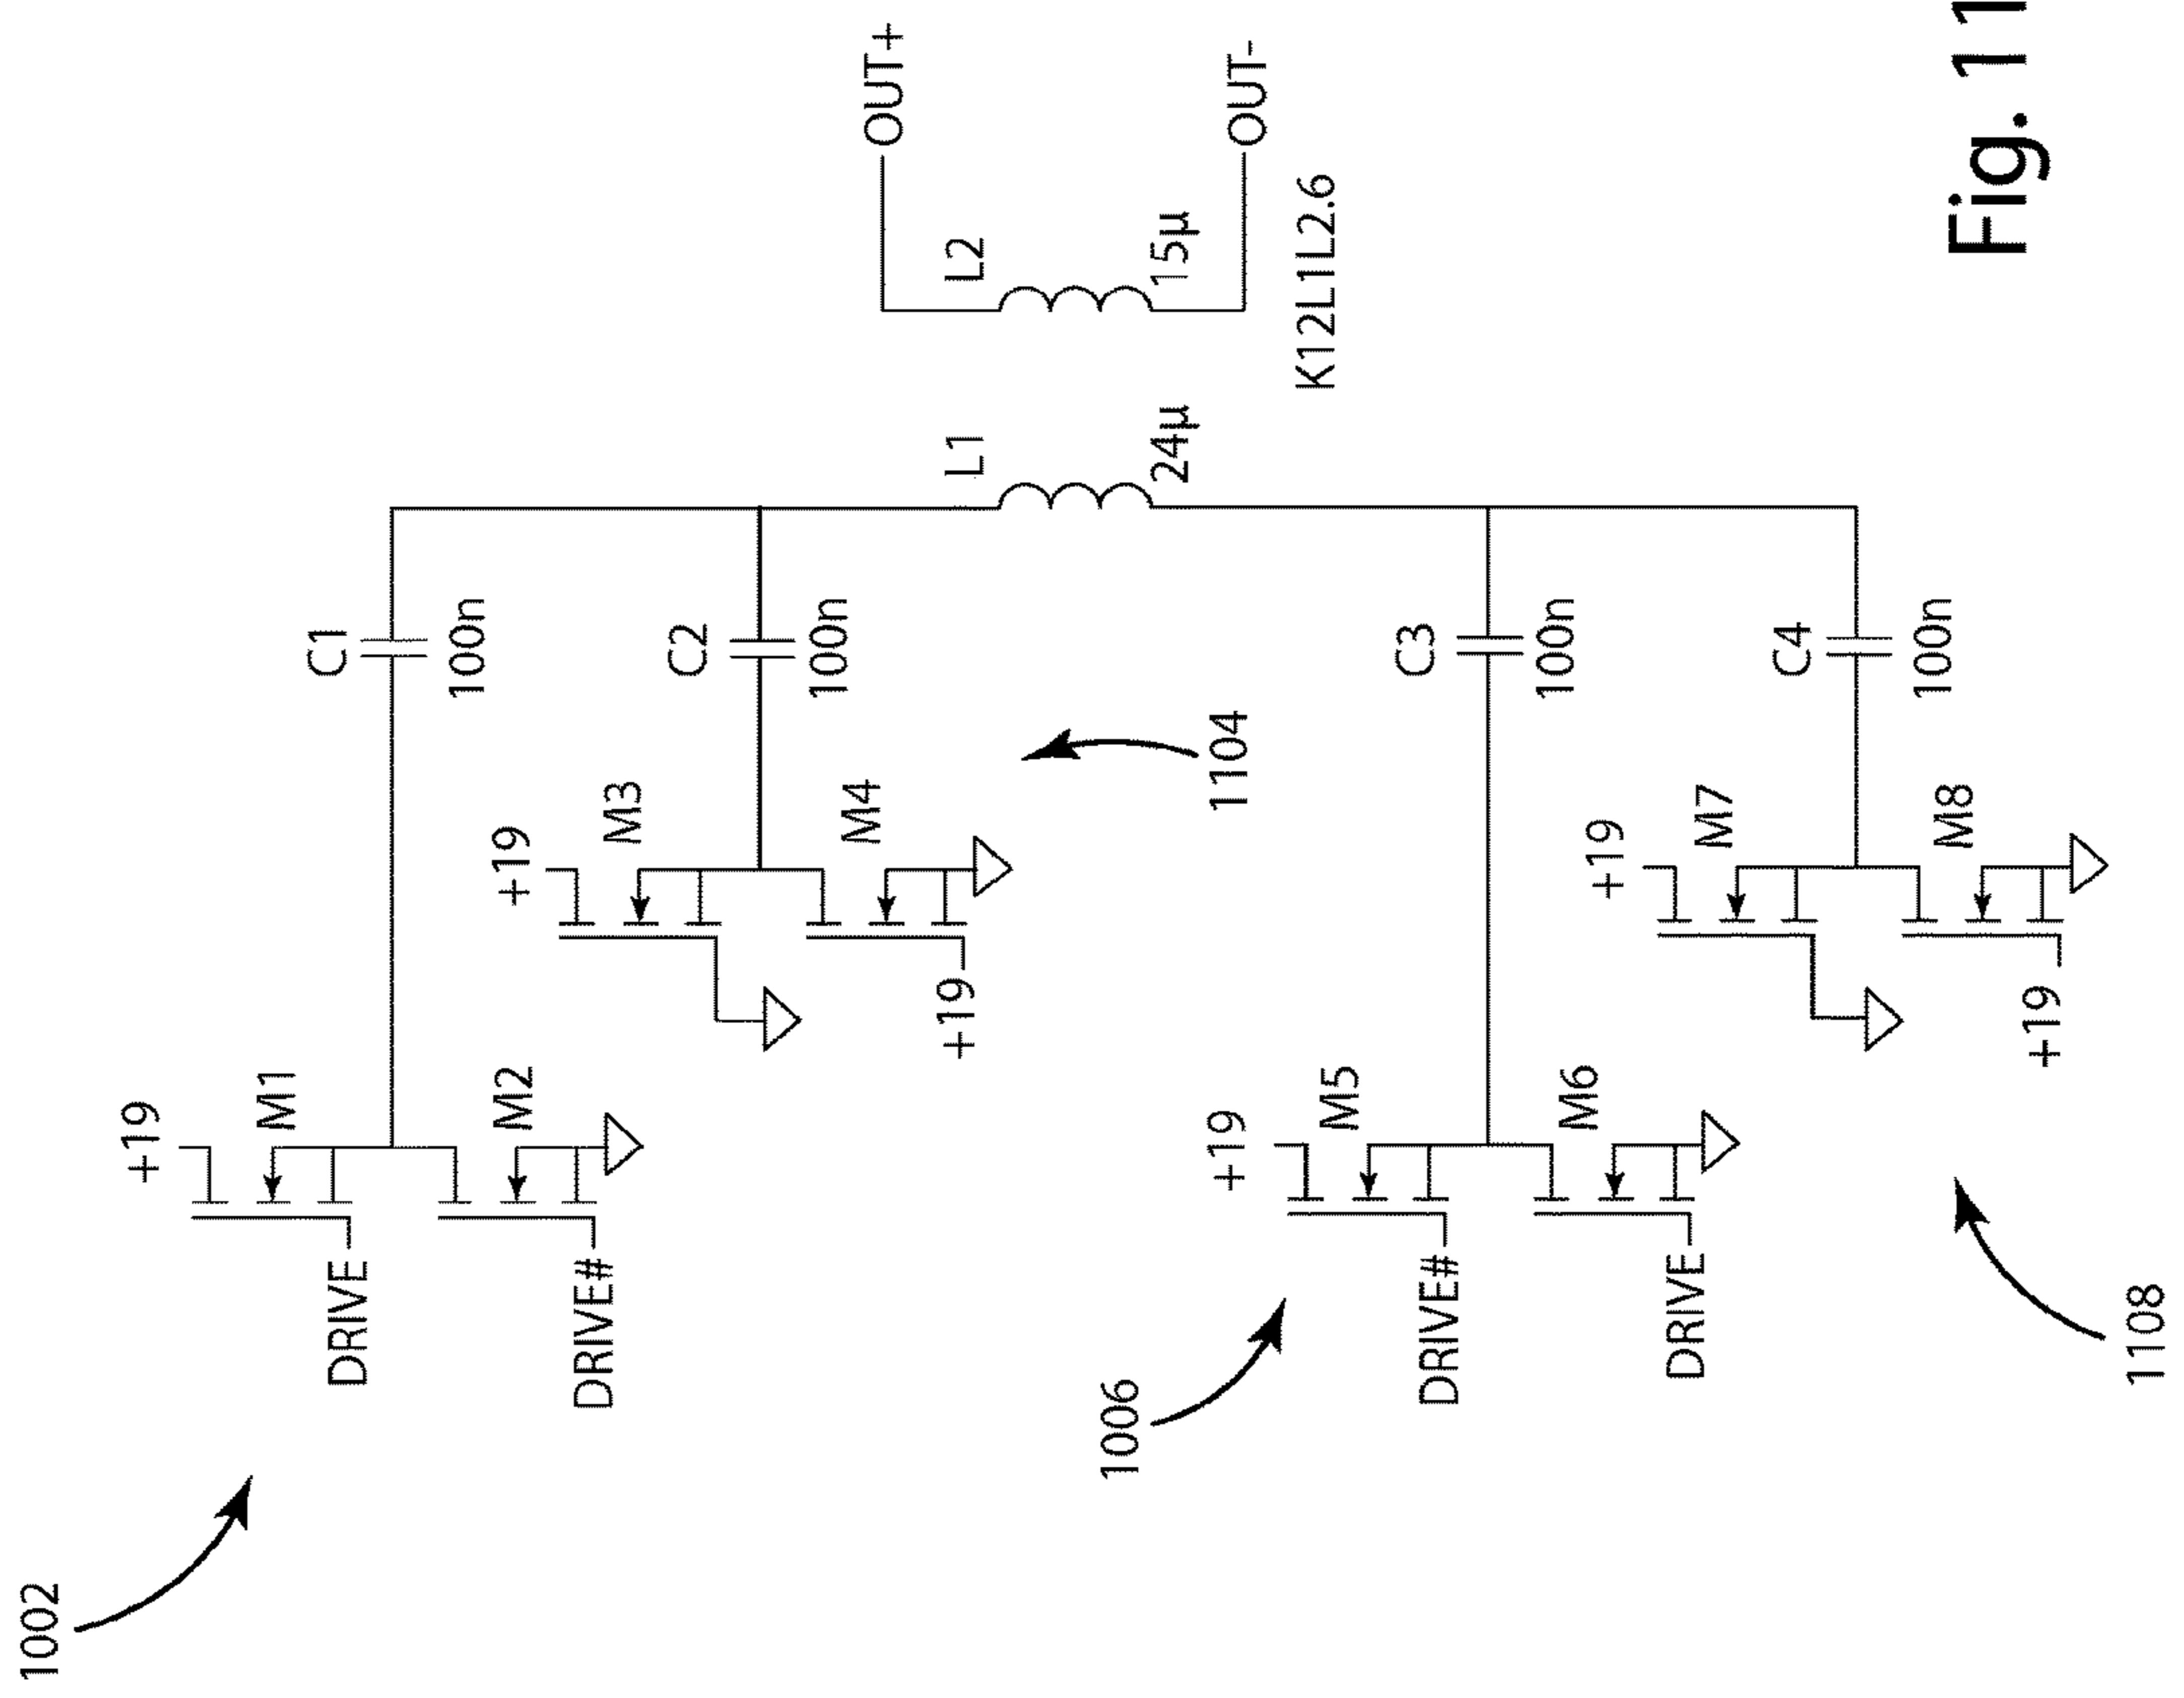 1002
+19
M1
DRIVE
M2
DRIVE#
C1
100n
+19
M3
M4
+19
C2
100n
1104
L1
24µ
L2
15µ
OUT+
OUT-
K12L1L2.6
1006
+19
M5
DRIVE#
M6
DRIVE
C3
100n
+19
M7
M8
+19
C4
100n
1108
Fig. 11